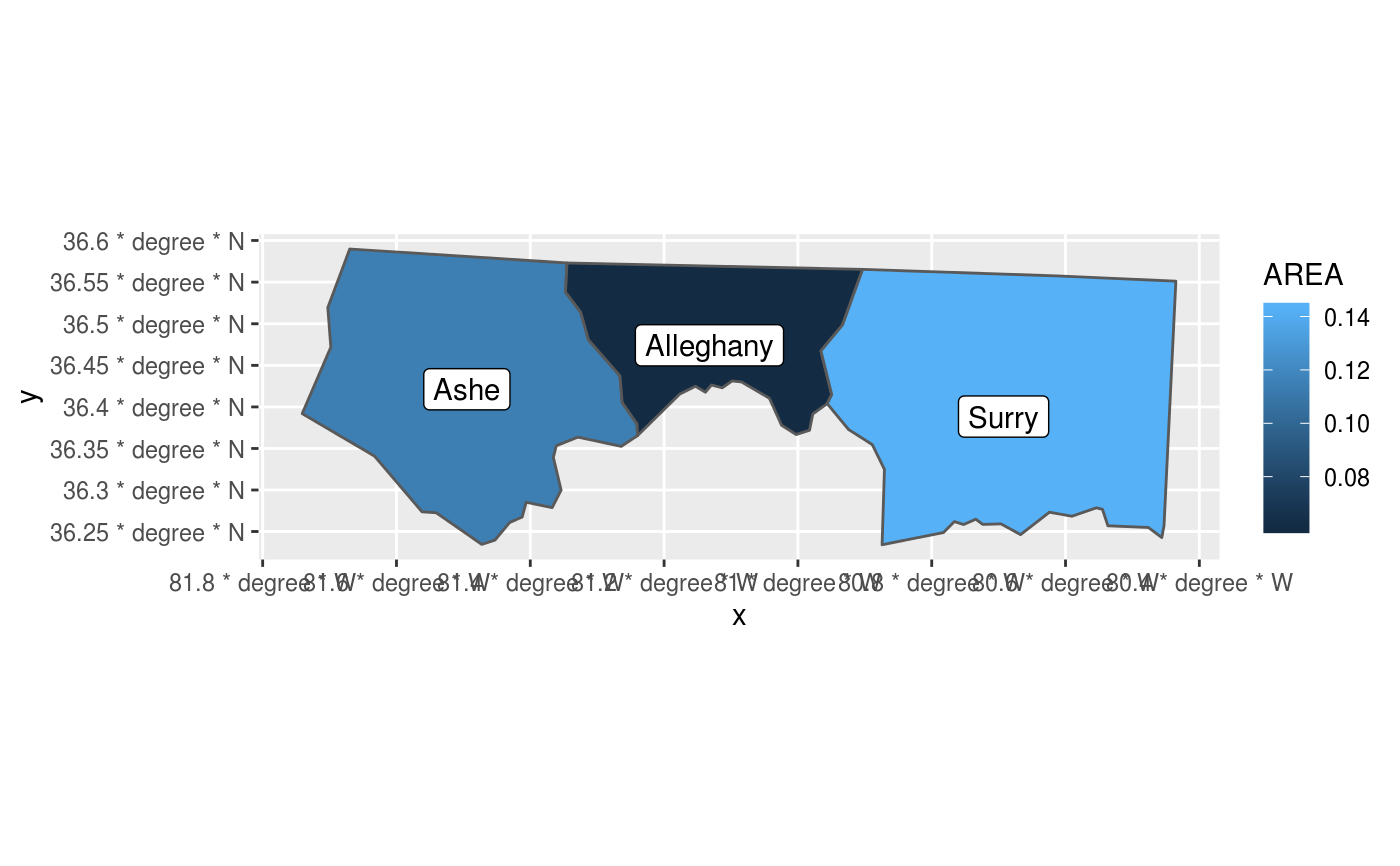 36.6 * degree * N
36.55 * degree * N
36.5 * degree * N
36.45 * degree * N
36.4 * degree * N
36.35 * degree * N
36.3 * degree * N
36.25 * degree * N
Ashe
Alleghany
Surry
81.8 * degree * W
81.6 * degree * W
81.4 * degree * W
81.2 * degree * W
81 * degree * W
80.8 * degree * W
80.6 * degree * W
80.4 * degree * W
x
y
AREA
0.14
0.12
0.10
0.08